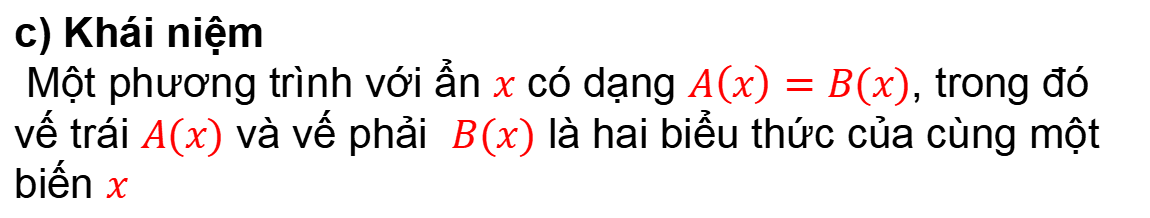 c) Khái niệm
Một phương trình với ẩn x có dạng A(x) = B(x), trong đó
vế trái A(x) và vế phải B(x) là hai biểu thức của cùng một
biến x